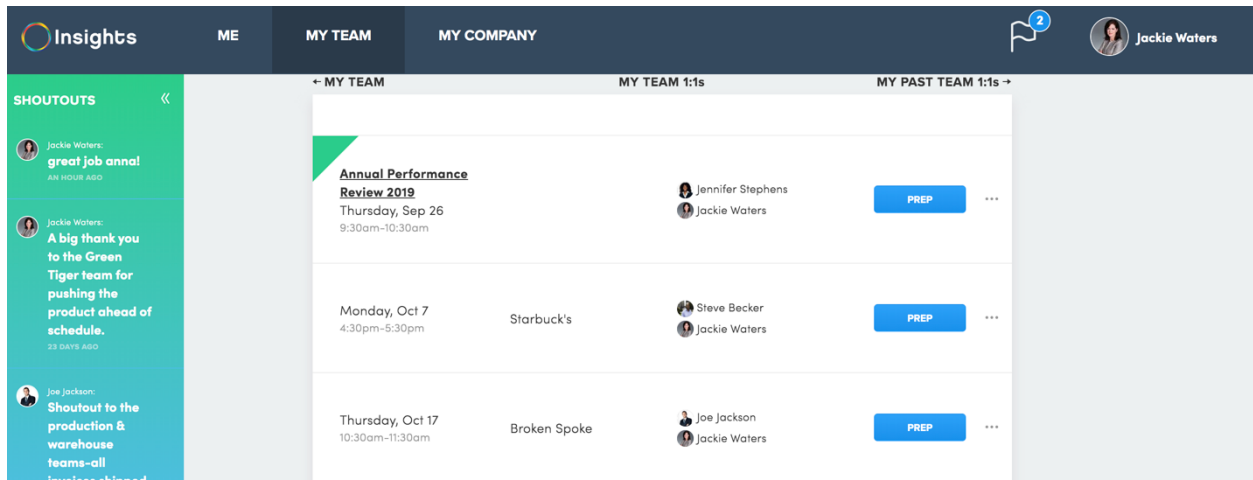 Insights
ME
MY TEAM
MY COMPANY
2
Jackie Waters
SHOUTOUTS «
Jackie Waters:
great job anna!
AN HOUR AGO
Jackie Waters:
A big thank you
to the Green
Tiger team for
pushing the
product ahead of
schedule.
23 DAYS AGO
Joe Jackson:
Shoutout to the
production &
warehouse
teams-all
invoices shipped
← MY TEAM
MY TEAM 1:1s
MY PAST TEAM 1:1s →
Annual Performance
Review 2019
Thursday, Sep 26
9:30am-10:30am
Jennifer Stephens
Jackie Waters
PREP
...
Monday, Oct 7
4:30pm-5:30pm
Starbuck's
Steve Becker
Jackie Waters
PREP
...
Thursday, Oct 17
10:30am-11:30am
Broken Spoke
Joe Jackson
Jackie Waters
PREP
...